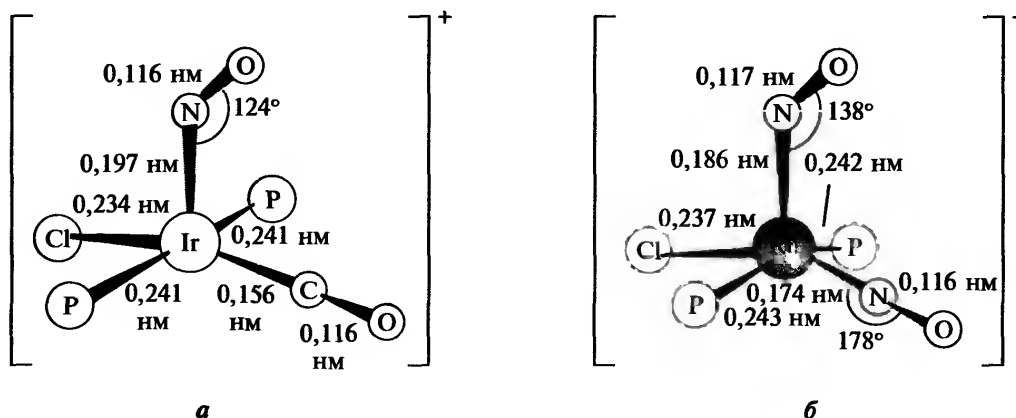 +
0,116 нм
O
N
124°
0,197 нм
0,234 нм
P
Cl
Ir
0,241 нм
P
0,241
нм
0,156
нм
C
O
0,116
нм
а
0,117 нм
O
N
138°
0,186 нм
0,242 нм
0,237 нм
Cl
P
P
0,174 нм
N
0,116 нм
0,243 нм
178°
O
б